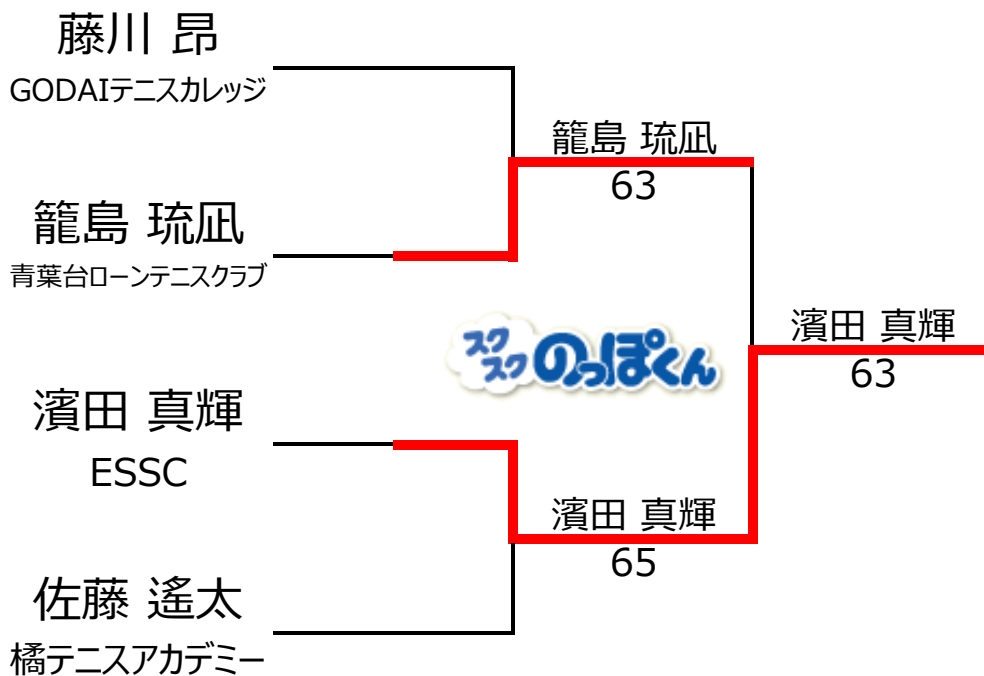 藤川 昂
GODAIテニスカレッジ
籠島 琉凪
63
籠島 琉凪
青葉台ローンテニスクラブ
スクスクのっぽくん
濱田 真輝
63
濱田 真輝
ESSC
濱田 真輝
65
佐藤 遙太
橘テニスアカデミー